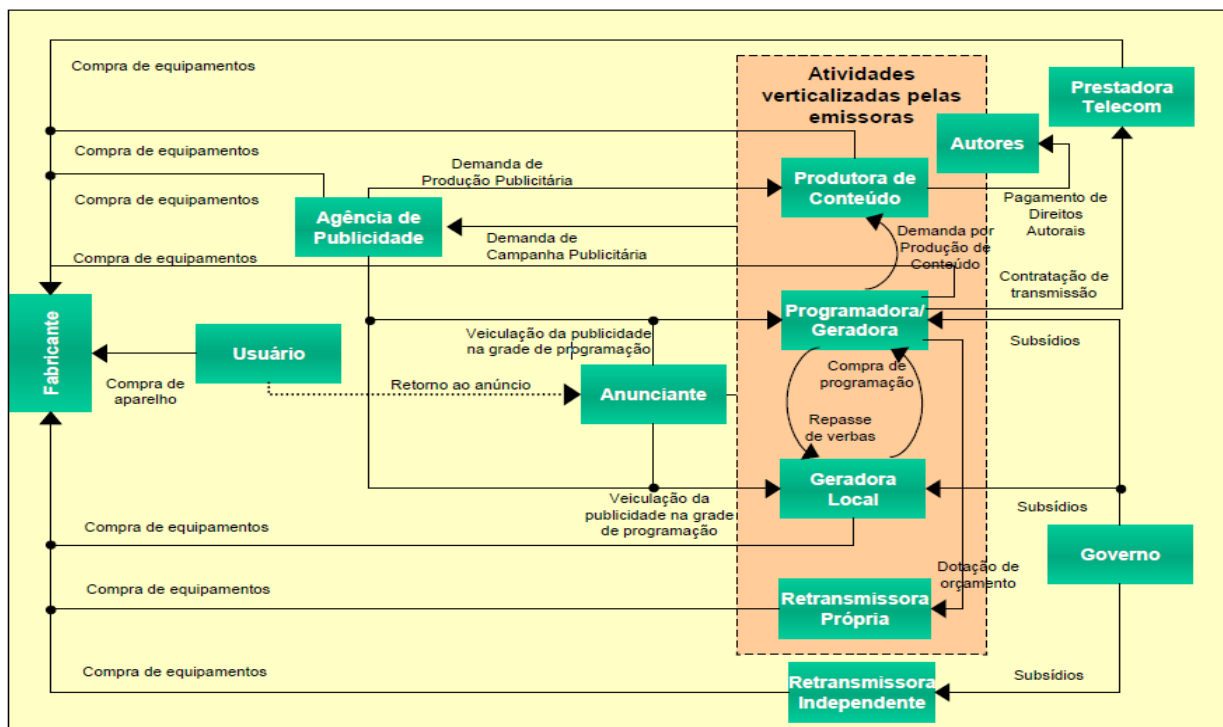 Compra de equipamentos
Atividades
verticalizadas pelas
emissoras
Prestadora
Telecom
Autores
Compra de equipamentos
Demanda de
Produção Publicitária
Produtora de
Conteúdo
Compra de equipamentos
Agência de
Publicidade
Pagamento de
Direitos
Autorais
Demanda de
Campanha Publicitária
Demanda por
Produção de
Conteúdo
Compra de equipamentos
Contratação de
transmissão
Fabricante
Programadora/
Geradora
Usuário
Veiculação da publicidade
na grade de programação
Subsídios
Compra de
aparelho
Retorno ao anúncio
Anunciante
Compra de
programação
Repasse
de verbas
Geradora
Local
Veiculação da
publicidade na grade
de programação
Subsídios
Compra de equipamentos
Governo
Dotação de
orçamento
Compra de equipamentos
Retransmissora
Própria
Compra de equipamentos
Retransmissora
Independente
Subsídios